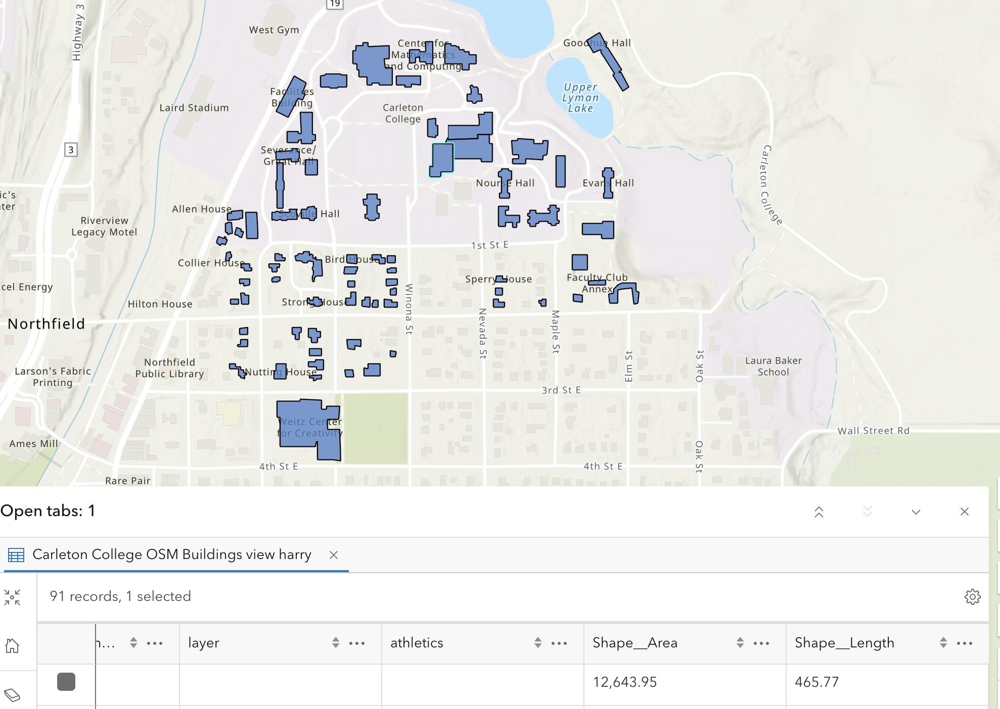 19
Highway 3
West Gym
Center for
Mathematics
and Computing
Goodhue Hall
Facilities
Building
Upper
Lyman
Lake
Laird Stadium
Carleton
College
3
Severance/
Great Hall
Carleton College
Nourse Hall
Evans Hall
ic's
ter
Allen House
Scoville Hall
Riverview
Legacy Motel
1st St E
Collier House
Bird House
Sperry House
Faculty Club
Annex
cel Energy
Hilton House
Strong House
Winona St
Nevada St
Maple St
Northfield
Elm St
Oak St
Laura Baker
School
Northfield
Public Library
Nutting House
Larson's Fabric
Printing
3rd St E
Weitz Center
for Creativity
Wall Street Rd
Ames Mill
Oak St
4th St E
4th St E
Rare Pair
Open tabs: 1
Carleton College OSM Buildings view harry
91 records, 1 selected
layer
athletics
Shape__Area
Shape__Length
12,643.95
465.77